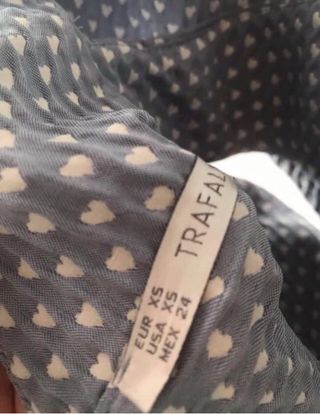 TRAFAL
EUR XS
USA XS
MEX 24